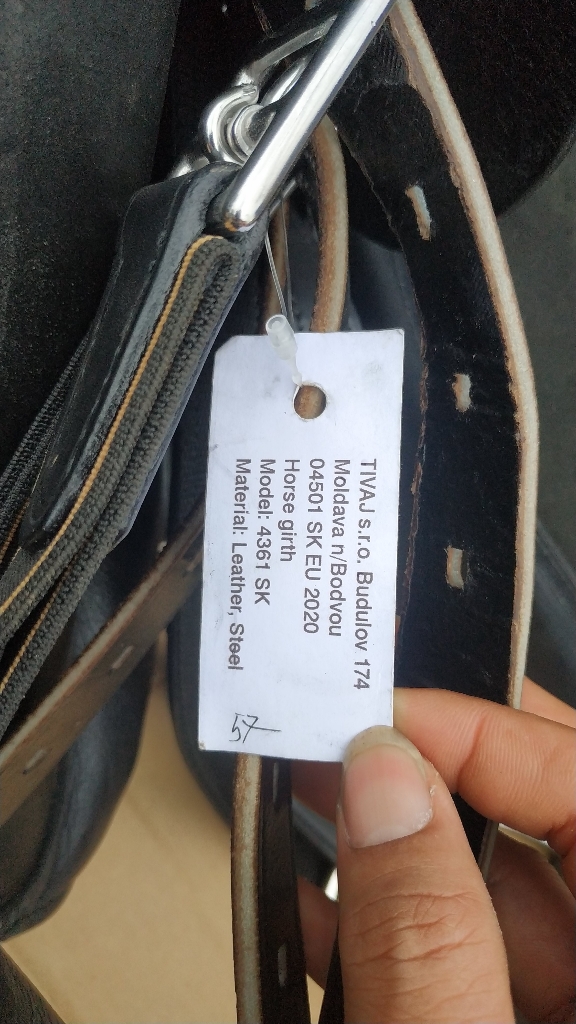 TIVAJ s.r.o. Budulov 174
Moldava n/Bodvou
04501 SK EU 2020
Horse girth
Model: 4361 SK
Material: Leather, Steel
57